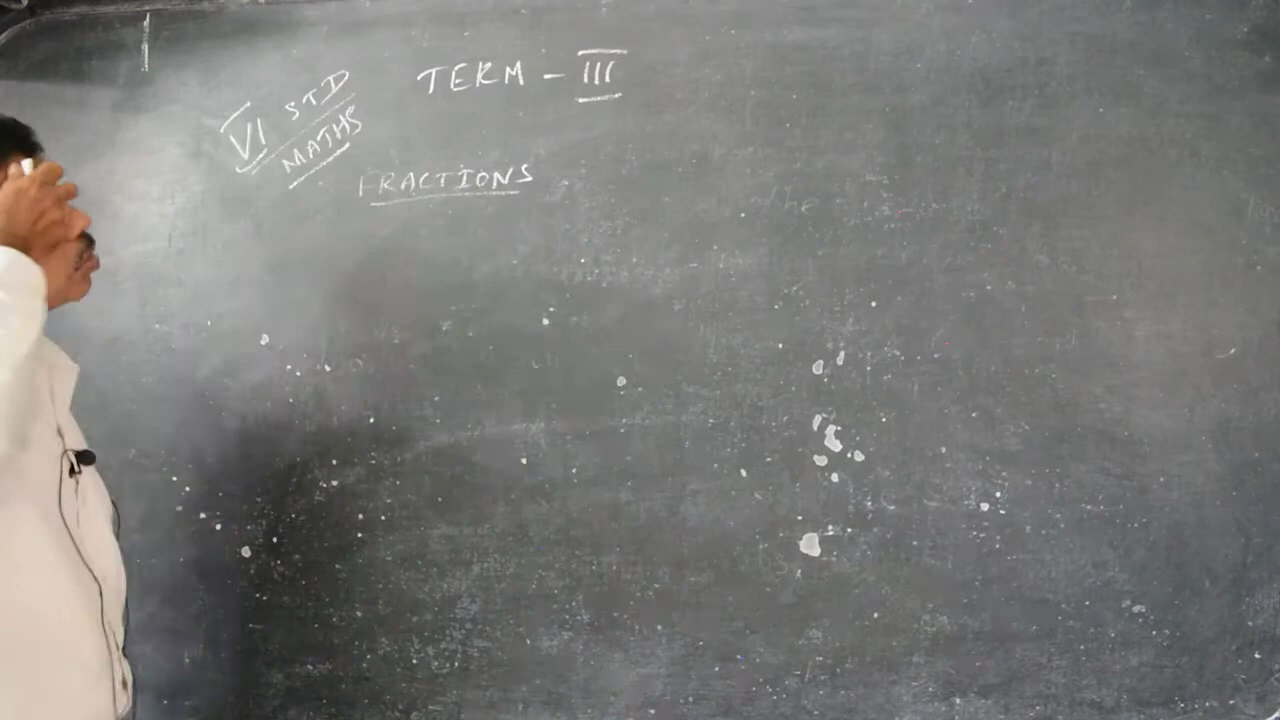 TERM - III
VI STD
MATHS
FRACTIONS